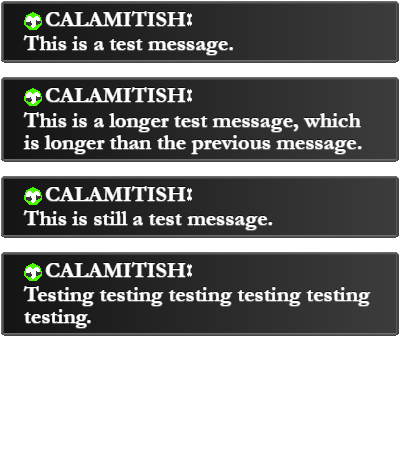 CALAMITISH:
This is a test message.
CALAMITISH:
This is a longer test message, which
is longer than the previous message.
CALAMITISH:
This is still a test message.
CALAMITISH:
Testing testing testing testing testing
testing.